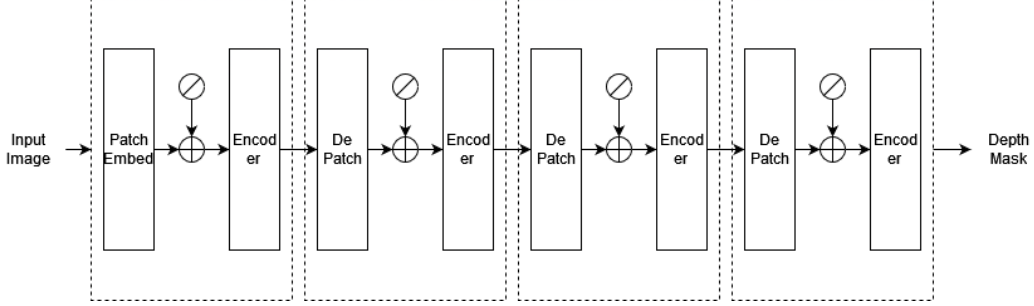 Input
Image
Patch
Embed
Encod
er
De
Patch
Encod
er
De
Patch
Encod
er
De
Patch
Encod
er
Depth
Mask